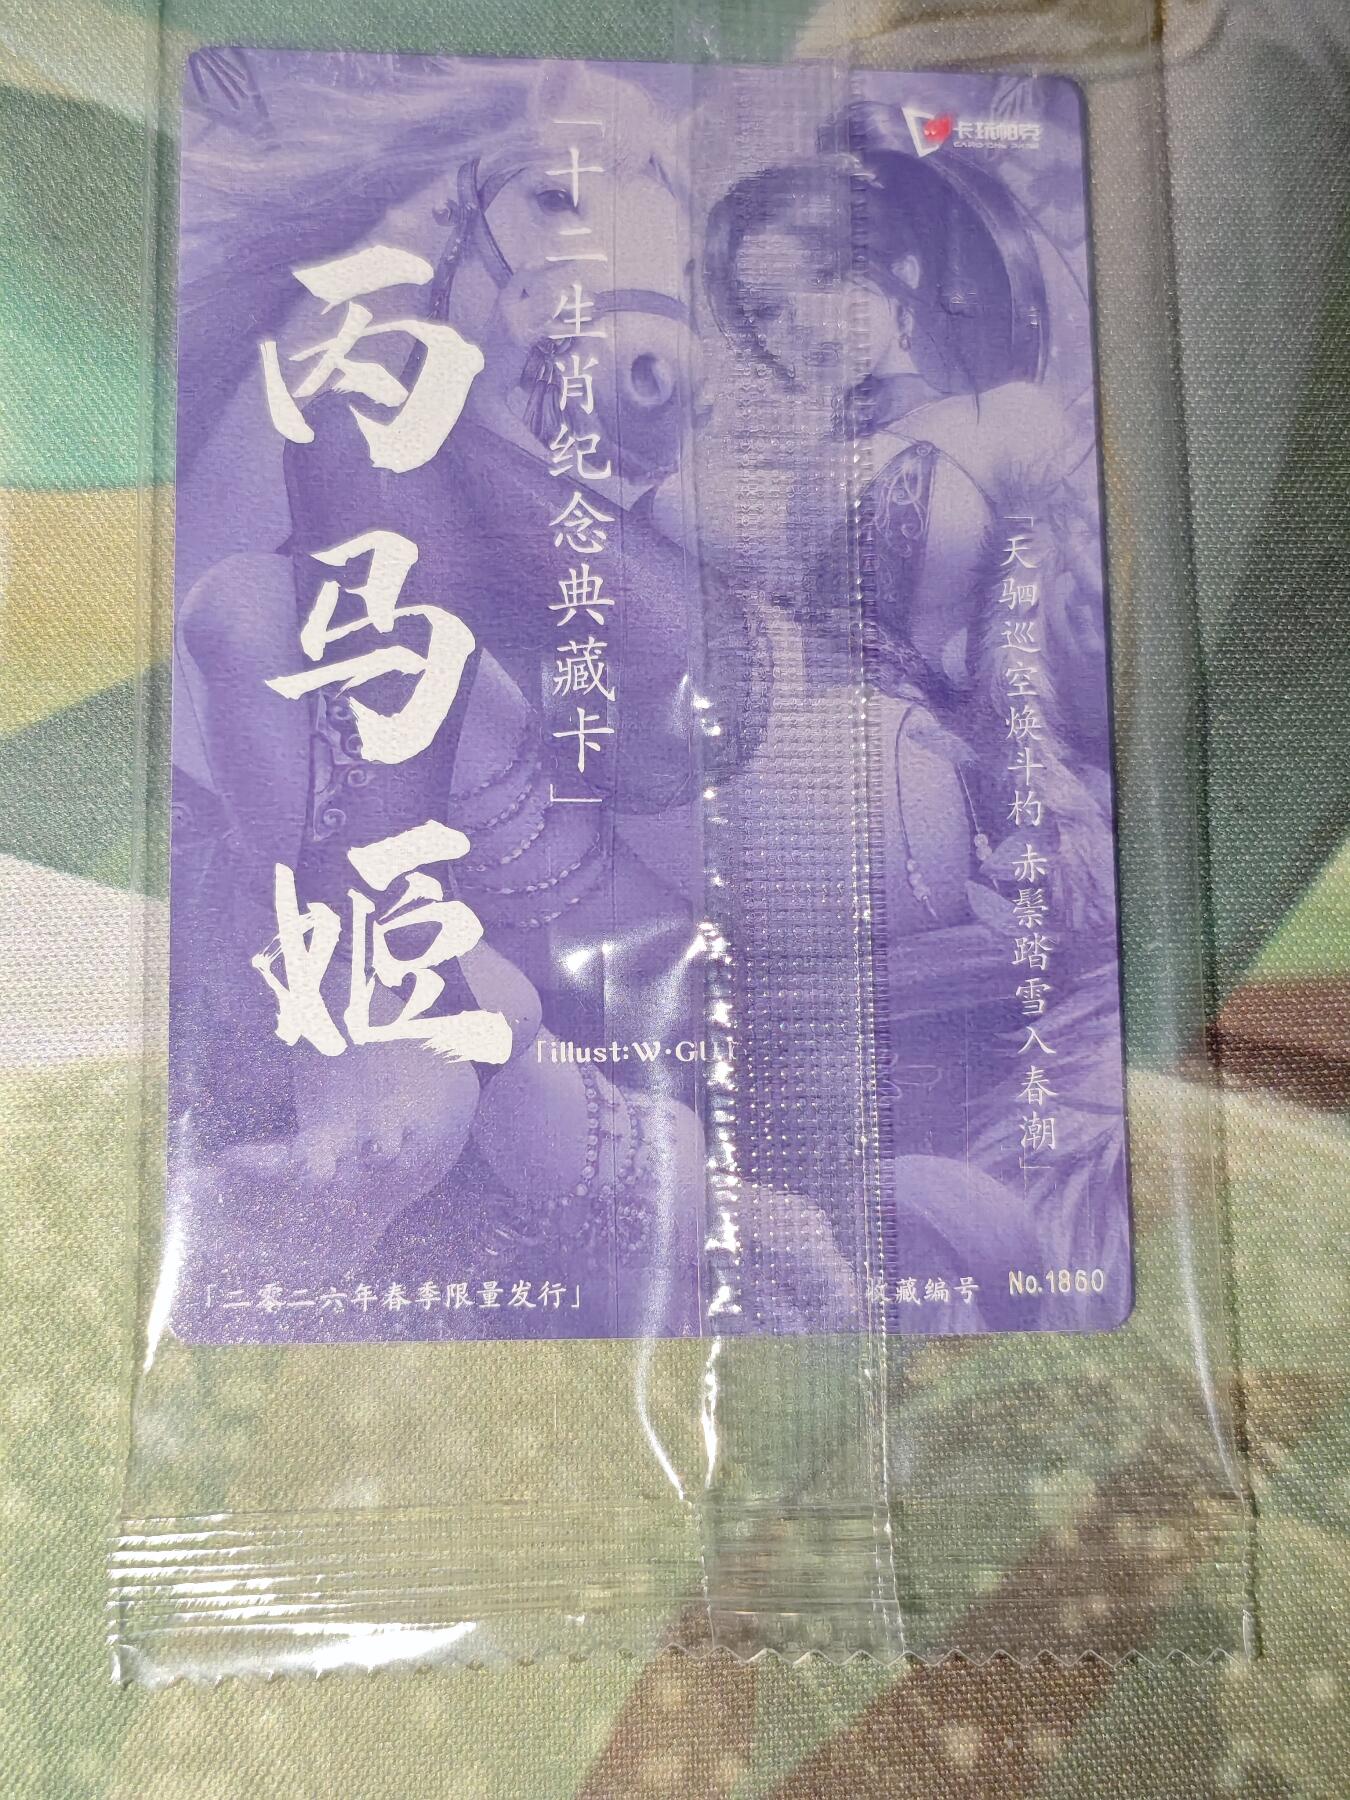 卡玩帕克
「十二生肖纪念典藏卡」
丙马姬
「天驷巡空焕斗杓 赤鬃踏雪入春潮」
「illust:W·GU」
「二零二六年春季限量发行」
收藏编号 No.1860